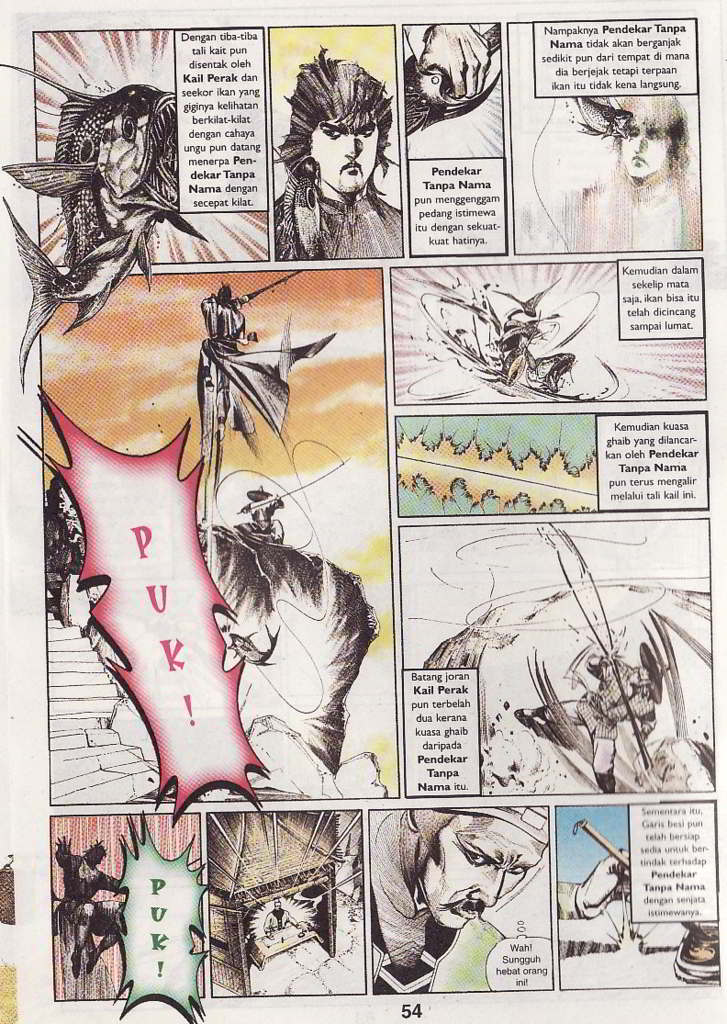 Dengan tiba-tiba
tali kait pun
disentak oleh
Kail Perak dan
seekor ikan yang
giginya kelihatan
berkilat-kilat
dengan cahaya
ungu pun datang
menerpa Pen-
dekar Tanpa
Nama dengan
secepat kilat.
Pendekar
Tanpa Nama
pun menggenggam
pedang istimewa
itu dengan sekuat-
kuat hatinya.
Nampaknya Pendekar Tanpa
Nama tidak akan berganjak
sedikit pun dari tempat di mana
dia berjejak tetapi terpaan
ikan itu tidak kena langsung.
Kemudian dalam
sekelip mata
saja, ikan bisa itu
telah dicincang
sampai lumat.
Kemudian kuasa
ghaib yang dilancar-
kan oleh Pendekar
Tanpa Nama
pun terus mengalir
melalui tali kail ini.
PUK!
Batang joran
Kail Perak
pun terbelah
dua kerana
kuasa ghaib
daripada
Pendekar
Tanpa
Nama itu.
PUK!
Wah!
Sungguh
hebat orang
ini!
Sementara itu,
Garis besi pun
telah bersiap
sedia untuk ber-
tindak terhadap
Pendekar
Tanpa Nama
dengan senjata
istimewanya.
54